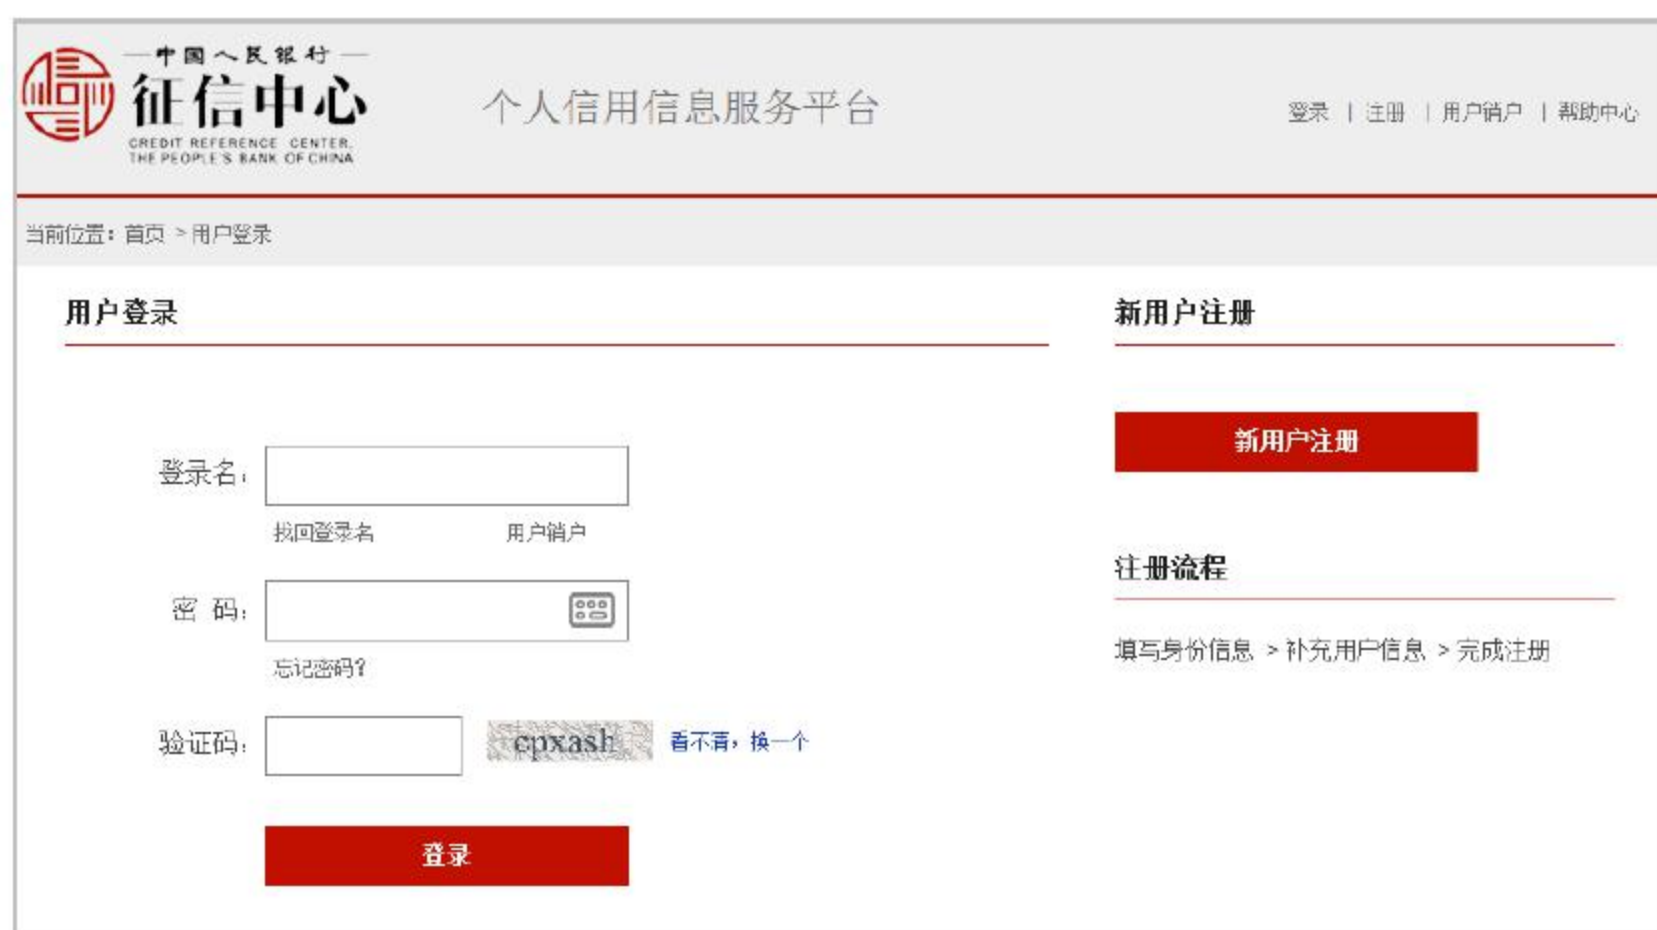 中国人民银行
征信中心
CREDIT REFERENCE CENTER.
THE PEOPLE'S BANK OF CHINA
个人信用信息服务平台
登录 | 注册 | 用户销户 | 帮助中心
当前位置：首页 > 用户登录
用户登录
登录名：
找回登录名 用户销户
密 码：
忘记密码?
验证码： cpxash 看不清，换一个
登录
新用户注册
新用户注册
注册流程
填写身份信息 > 补充用户信息 > 完成注册